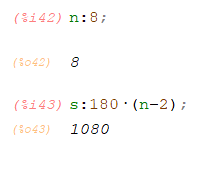 (%i42) n:8;
(%o42) 8
(%i43) s:180·(n−2);
(%o43) 1080